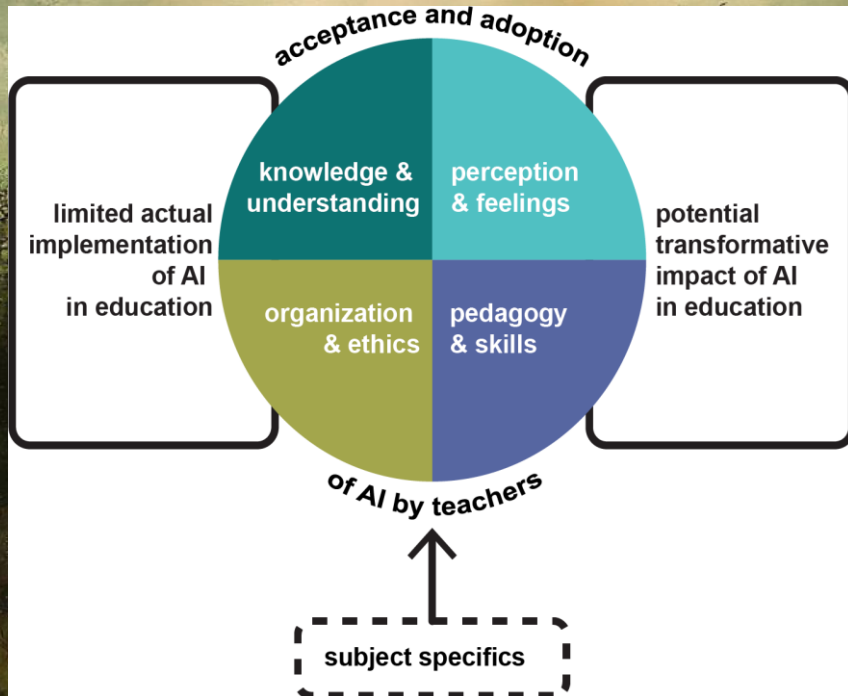 acceptance and adoption
knowledge &
understanding
perception
& feelings
limited actual
implementation
of AI
in education
potential
transformative
impact of AI
in education
organization
& ethics
pedagogy
& skills
of AI by teachers
subject specifics